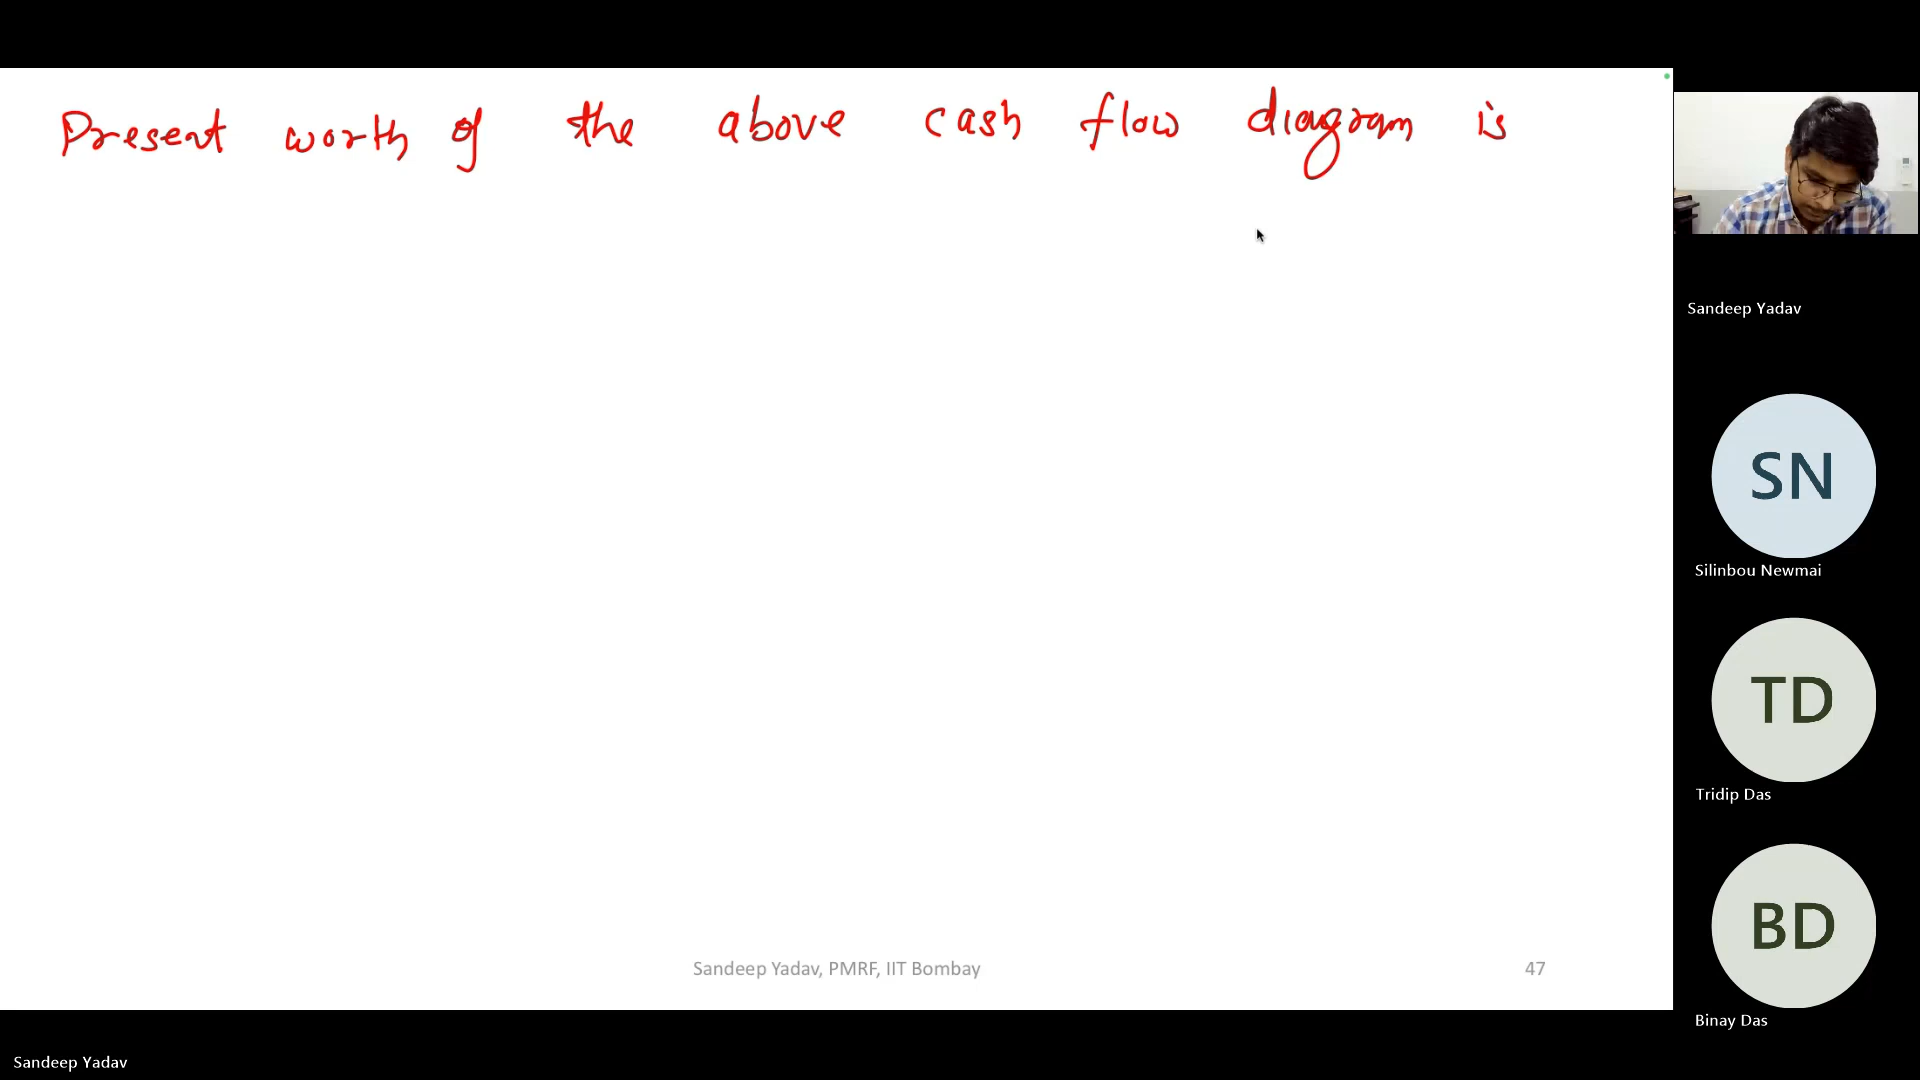 Present worth of the above cash flow diagram is
Sandeep Yadav
SN
Silinbou Newmai
TD
Tridip Das
BD
Binay Das
Sandeep Yadav, PMRF, IIT Bombay
47
Sandeep Yadav